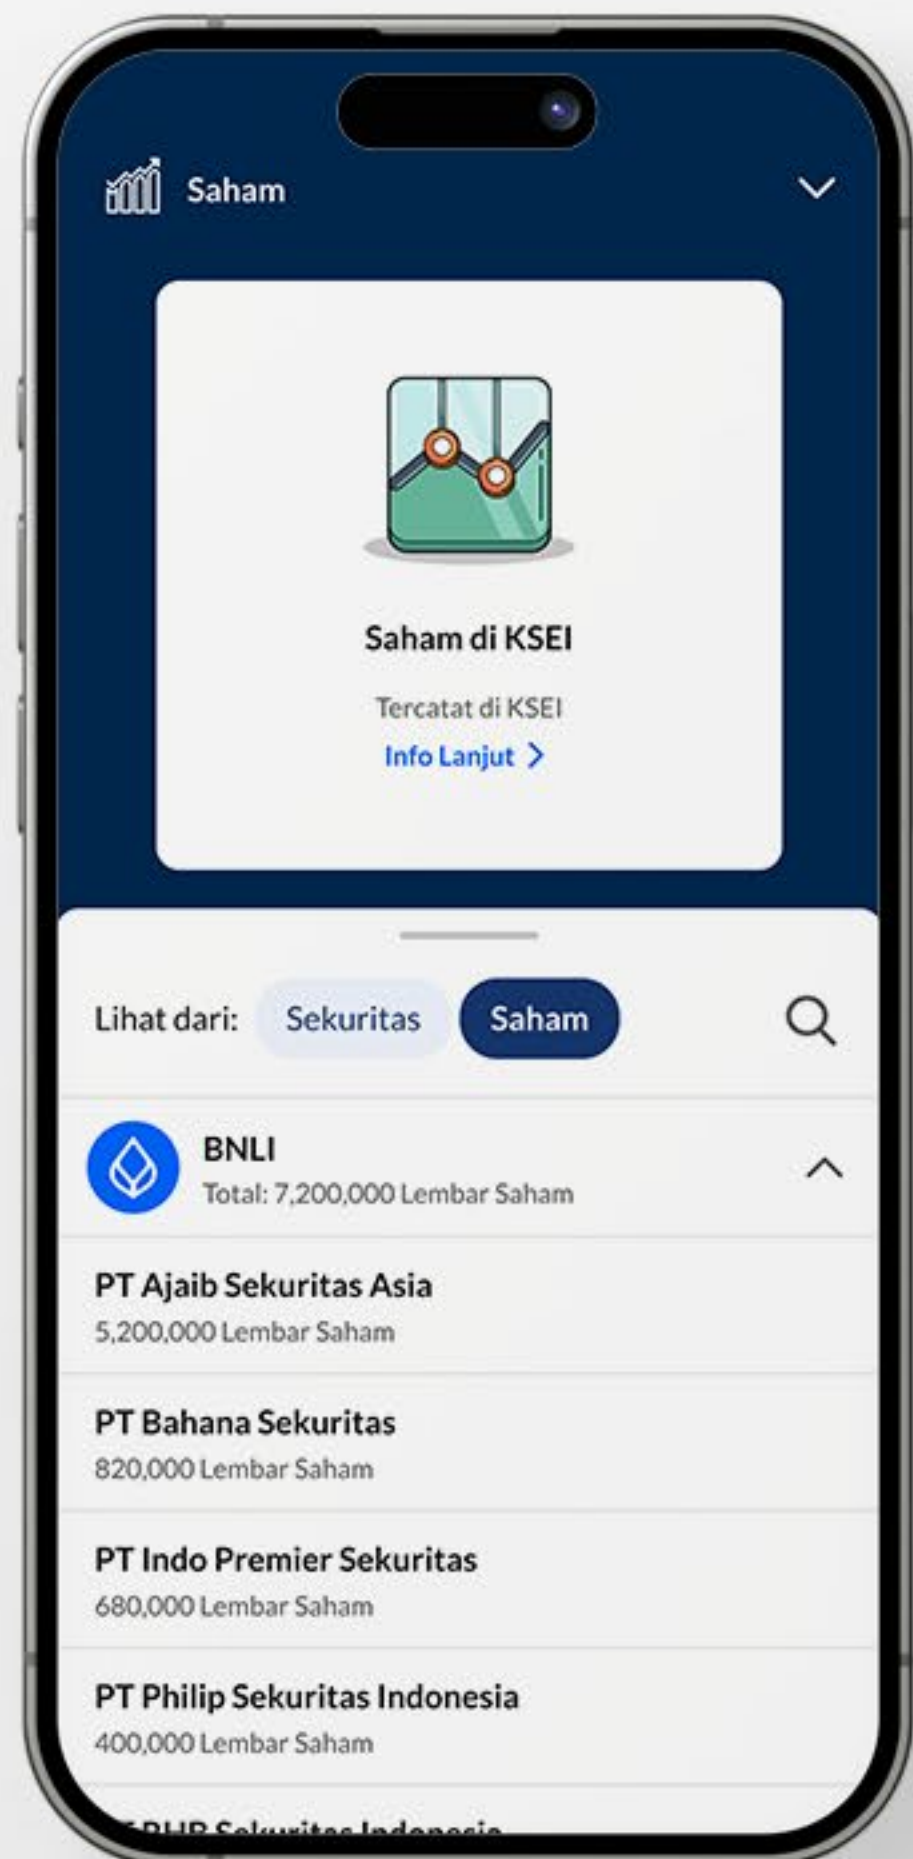 Saham
Saham di KSEI
Tercatat di KSEI
Info Lanjut
Lihat dari: Sekuritas Saham
BNLI
Total: 7,200,000 Lembar Saham
PT Ajaib Sekuritas Asia
5,200,000 Lembar Saham
PT Bahana Sekuritas
820,000 Lembar Saham
PT Indo Premier Sekuritas
680,000 Lembar Saham
PT Philip Sekuritas Indonesia
400,000 Lembar Saham
Sekuritas Indonesia